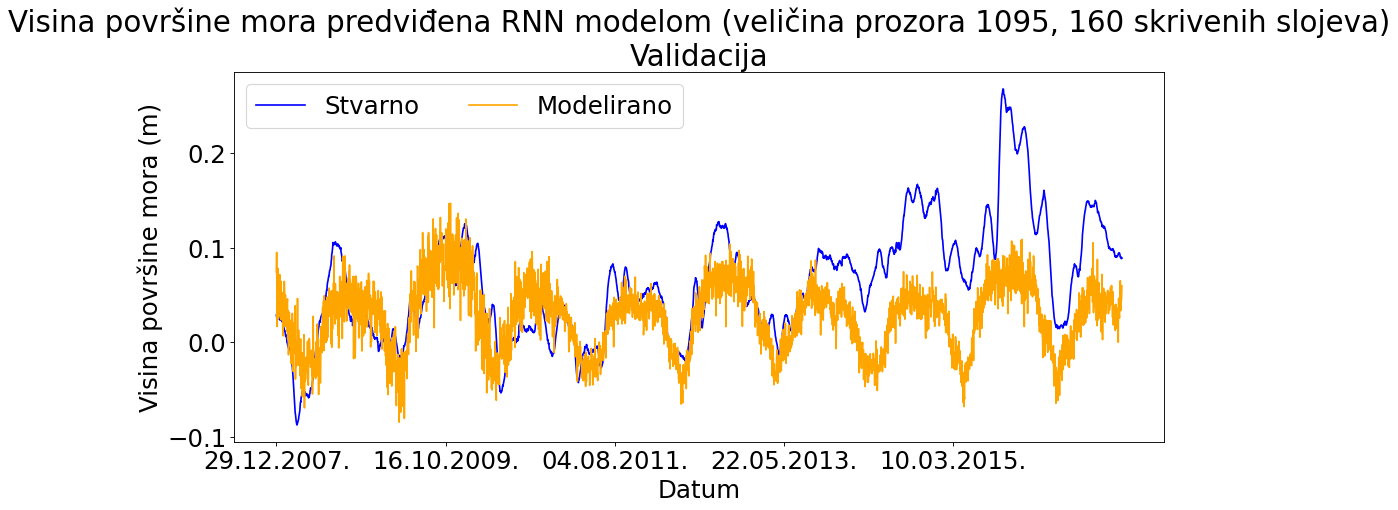 Visina površine mora predviđena RNN modelom (veličina prozora 1095, 160 skrivenih slojeva)
Validacija
Stvarno
Modelirano
Visina površine mora (m)
0.2
0.1
0.0
−0.1
29.12.2007.
16.10.2009.
04.08.2011.
22.05.2013.
10.03.2015.
Datum